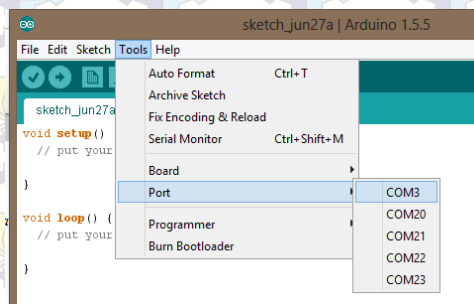 sketch_jun27a | Arduino 1.5.5
File Edit Sketch Tools Help
Auto Format Ctrl+T
Archive Sketch
Fix Encoding & Reload
Serial Monitor Ctrl+Shift+M
Board
Port
Programmer
Burn Bootloader
COM3
COM20
COM21
COM22
COM23
sketch_jun27a
void setup()
// put your
}
void loop() {
// put your
}